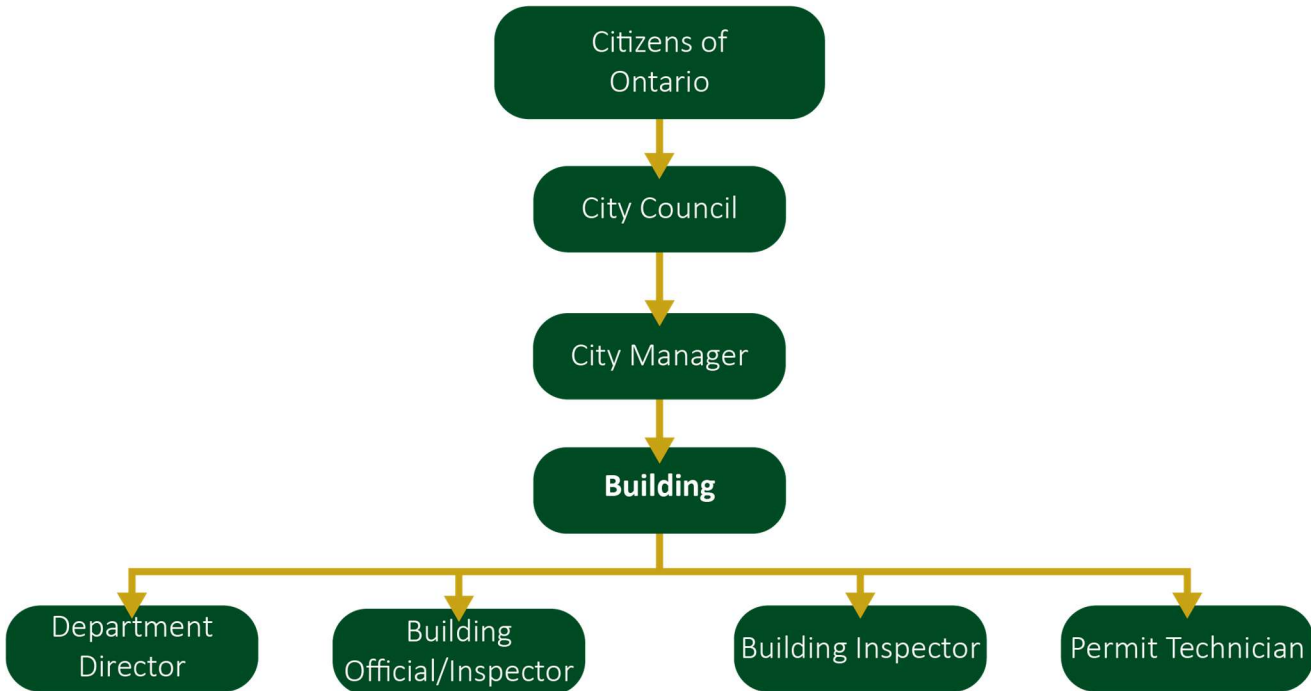 Citizens of
Ontario
City Council
City Manager
Building
Department
Director
Building
Official/Inspector
Building Inspector
Permit Technician